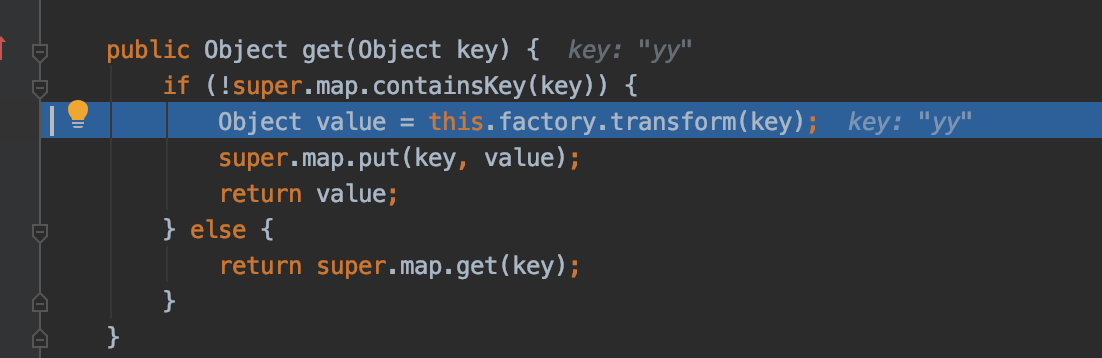 public Object get(Object key) {  key: "yy"
    if (!super.map.containsKey(key)) {
        Object value = this.factory.transform(key);  key: "yy"
        super.map.put(key, value);
        return value;
    } else {
        return super.map.get(key);
    }
}